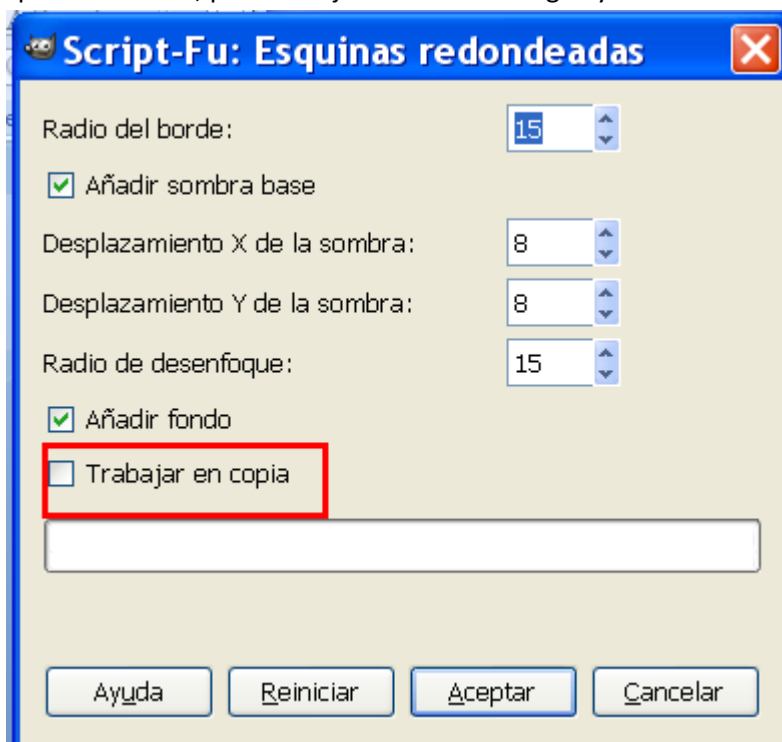 Script-Fu: Esquinas redondeadas
Radio del borde: 15
Añadir sombra base
Desplazamiento X de la sombra: 8
Desplazamiento Y de la sombra: 8
Radio de desenfoque: 15
Añadir fondo
Trabajar en copia
Ayuda Reiniciar Aceptar Cancelar